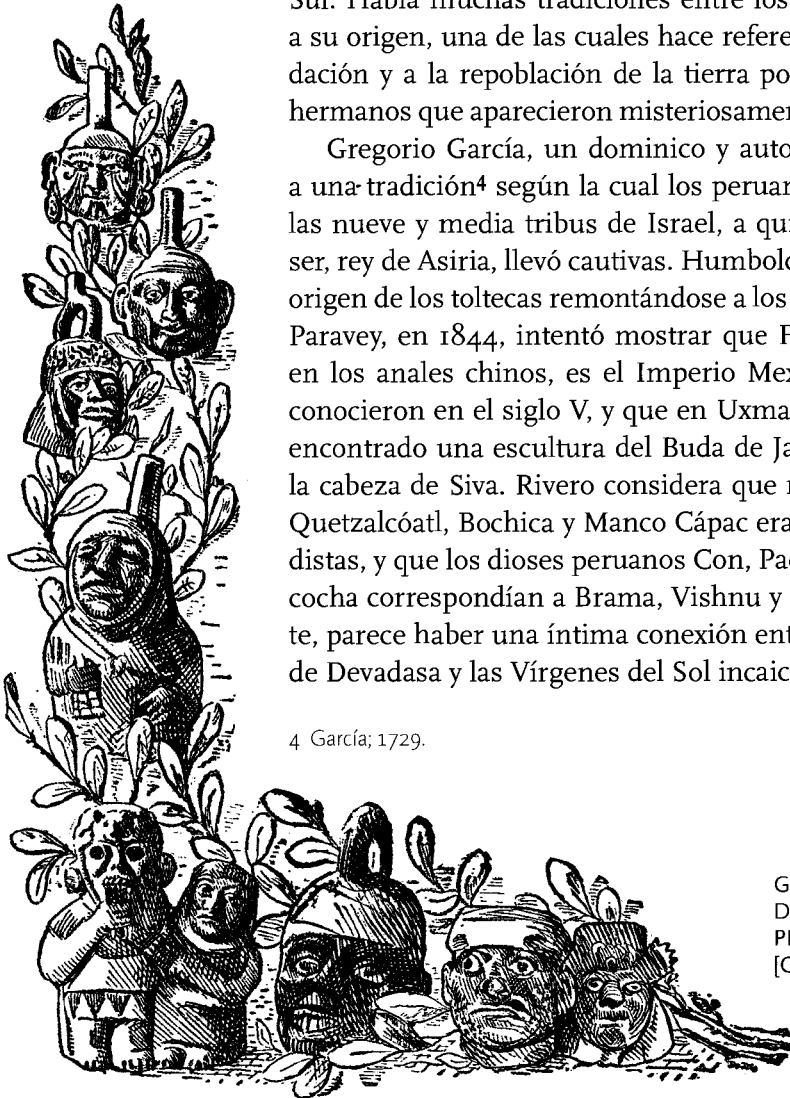 Sur. Había muchas tradiciones entre los
a su origen, una de las cuales hace refere
dación y a la repoblación de la tierra po
hermanos que aparecieron misteriosamer
Gregorio García, un dominico y auto
a una tradición⁴ según la cual los peruar
las nueve y media tribus de Israel, a qui
ser, rey de Asiria, llevó cautivas. Humbolc
origen de los toltecas remontándose a los
Paravey, en 1844, intentó mostrar que F
en los anales chinos, es el Imperio Mex
conocieron en el siglo V, y que en Uxma
encontrado una escultura del Buda de Ja
la cabeza de Siva. Rivero considera que r
Quetzalcóatl, Bochica y Manco Cápac era
distas, y que los dioses peruanos Con, Pac
cocha correspondían a Brama, Vishnu y
te, parece haber una íntima conexión ent
de Devadasa y las Vírgenes del Sol incaic
4 García; 1729.
G
D
PI
[C